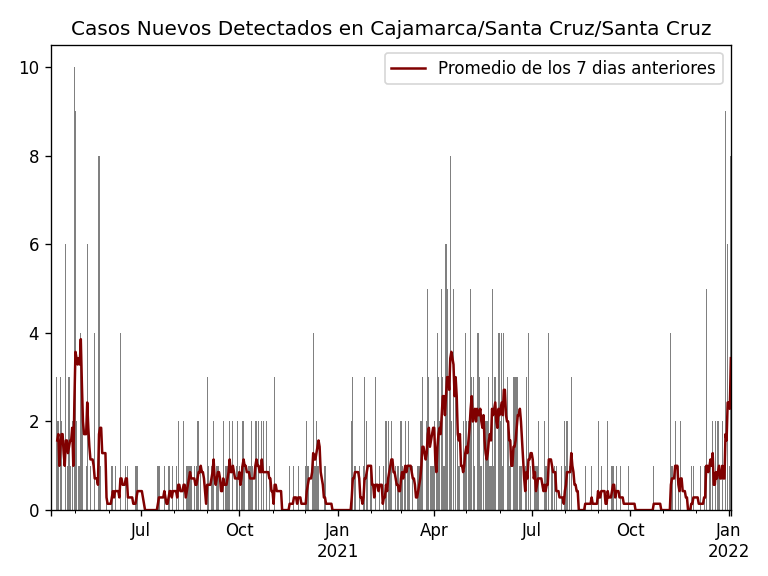 Casos Nuevos Detectados en Cajamarca/Santa Cruz/Santa Cruz
Promedio de los 7 dias anteriores
10
8
6
4
2
0
Jul
Oct
Jan
2021
Apr
Jul
Oct
Jan
2022